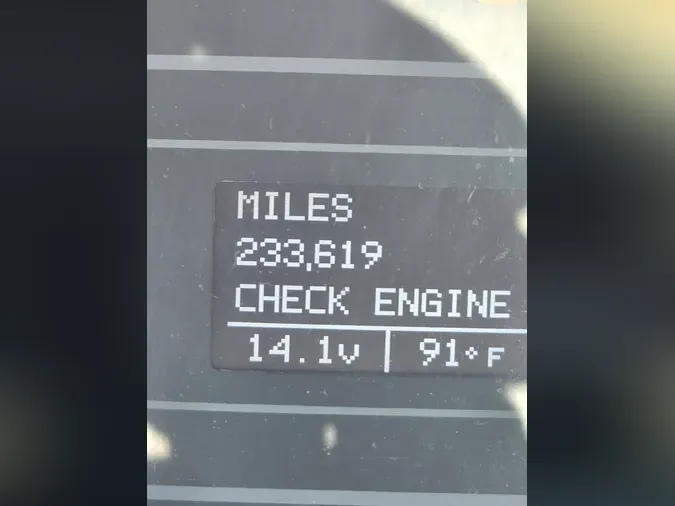 MILES
233,619
CHECK ENGINE
14.1v 91°F